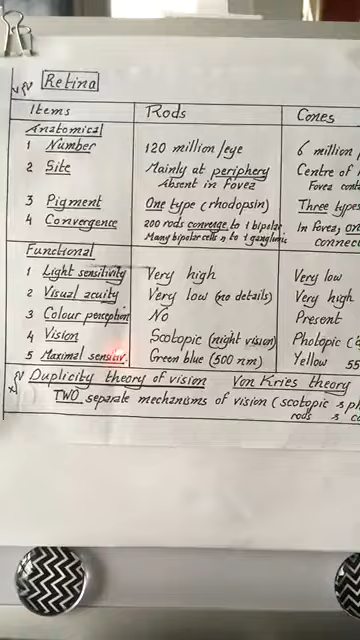 Retina
Items Rods Cones
Anatomical
1 Number 120 million/eye 6 million
2 Site Mainly at periphery Centre of
Absent in Fovea Fovea
3 Pigment One type (rhodopsin) Three types
4 Convergence 200 rods converge to 1 bipolar In Fovea,
Many bipolar cells to 1 ganglionic
Functional
1 Light sensitivity Very high Very low
2 Visual acuity Very low (no details) Very high
3 Colour perception No Present
4 Vision Scotopic (night vision) Photopic
5 Maximal sensitiv. Green blue (500 nm) Yellow 55
Duplicity theory of vision Von Kries theory
TWO separate mechanisms of vision (scotopic
rods